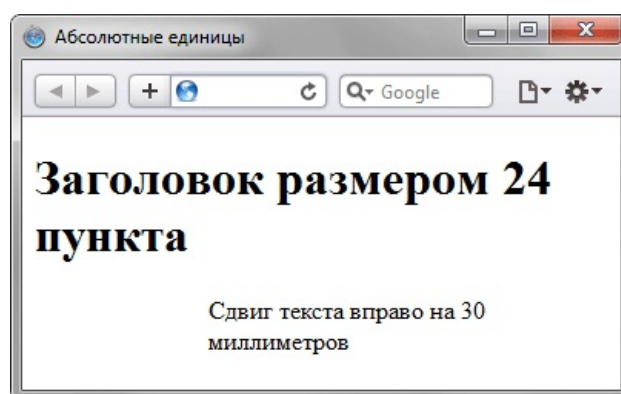 Абсолютные единицы
Google
Заголовок размером 24
пункта
Сдвиг текста вправо на 30
миллиметров